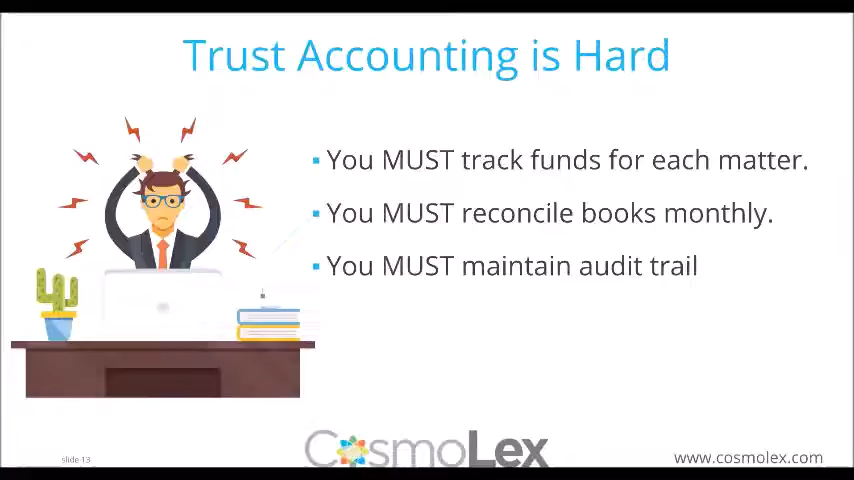 Trust Accounting is Hard
You MUST track funds for each matter.
You MUST reconcile books monthly.
You MUST maintain audit trail
slide 13
CosmoLex
www.cosmolex.com